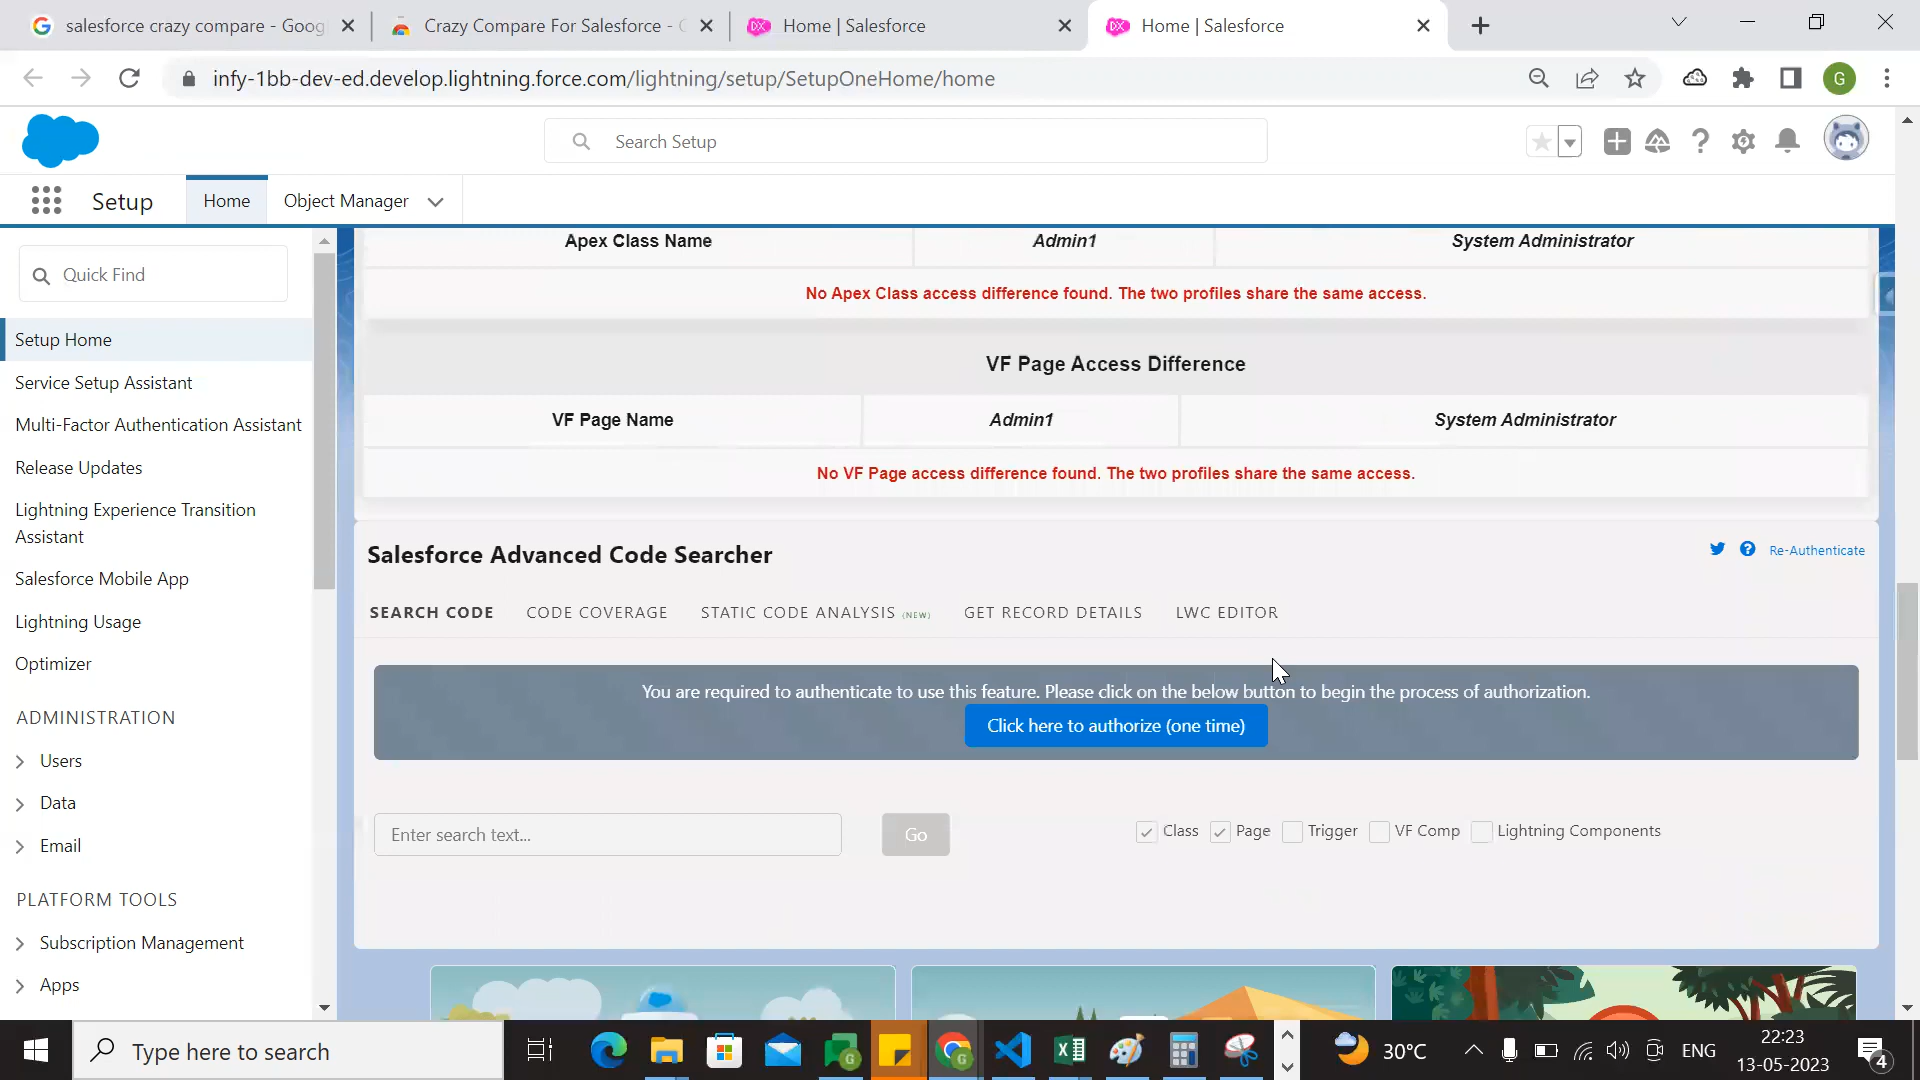 salesforce crazy compare - Goog
Crazy Compare For Salesforce - C
Home | Salesforce
Home | Salesforce
infy-1bb-dev-ed.develop.lightning.force.com/lightning/setup/SetupOneHome/home
G
Search Setup
Setup
Home
Object Manager
Quick Find
Setup Home
Service Setup Assistant
Multi-Factor Authentication Assistant
Release Updates
Lightning Experience Transition
Assistant
Salesforce Mobile App
Lightning Usage
Optimizer
ADMINISTRATION
Users
Data
Email
PLATFORM TOOLS
Subscription Management
Apps
Apex Class Name Admin1 System Administrator
No Apex Class access difference found. The two profiles share the same access.
VF Page Access Difference
VF Page Name Admin1 System Administrator
No VF Page access difference found. The two profiles share the same access.
Salesforce Advanced Code Searcher
Re-Authenticate
SEARCH CODE CODE COVERAGE STATIC CODE ANALYSIS (NEW) GET RECORD DETAILS LWC EDITOR
You are required to authenticate to use this feature. Please click on the below button to begin the process of authorization.
Click here to authorize (one time)
Enter search text...
Go
Class Page Trigger VF Comp Lightning Components
Type here to search
30°C
ENG
22:23
13-05-2023
4